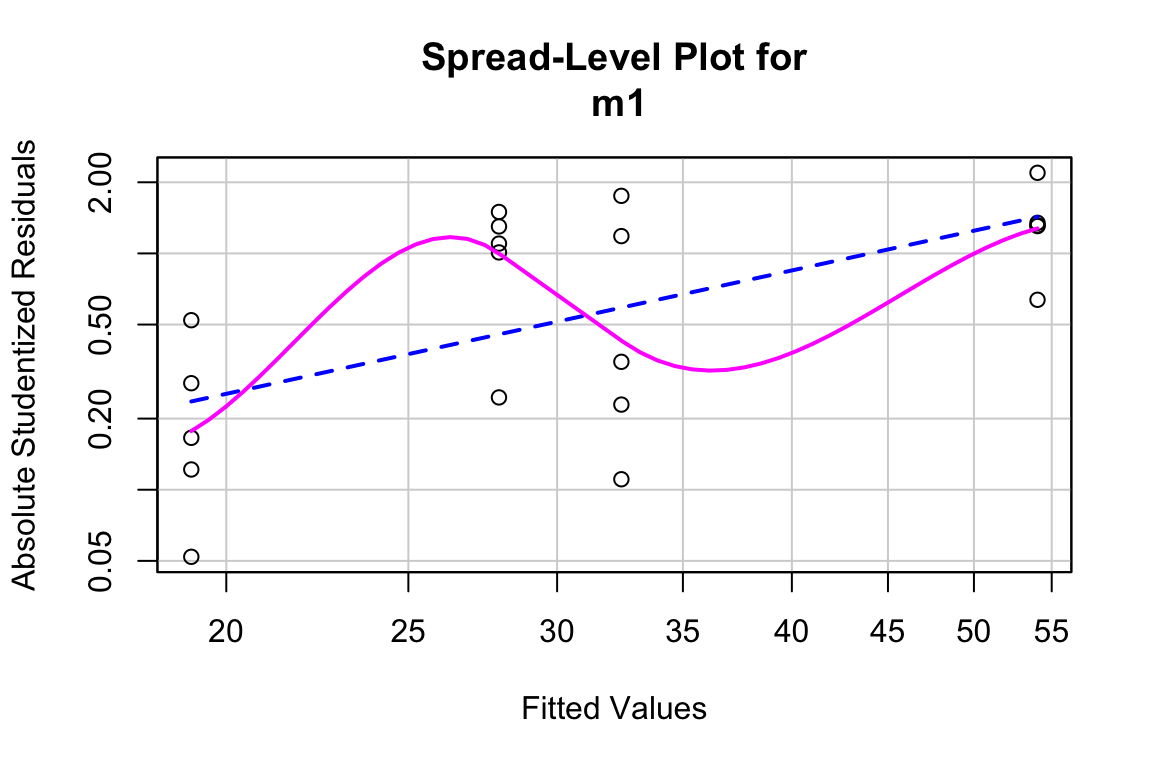 Spread-Level Plot for
m1
Absolute Studentized Residuals
2.00
0.50
0.20
0.05
20 25 30 35 40 45 50 55
Fitted Values